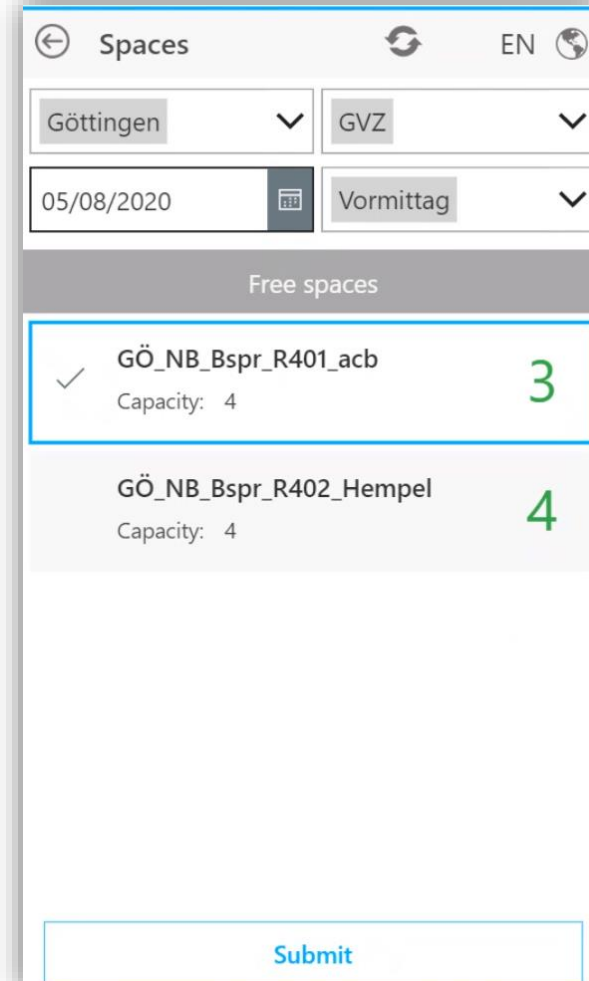 Spaces EN
Göttingen GVZ
05/08/2020 Vormittag
Free spaces
GÖ_NB_Bspr_R401_acb
Capacity: 4
3
GÖ_NB_Bspr_R402_Hempel
Capacity: 4
4
Submit